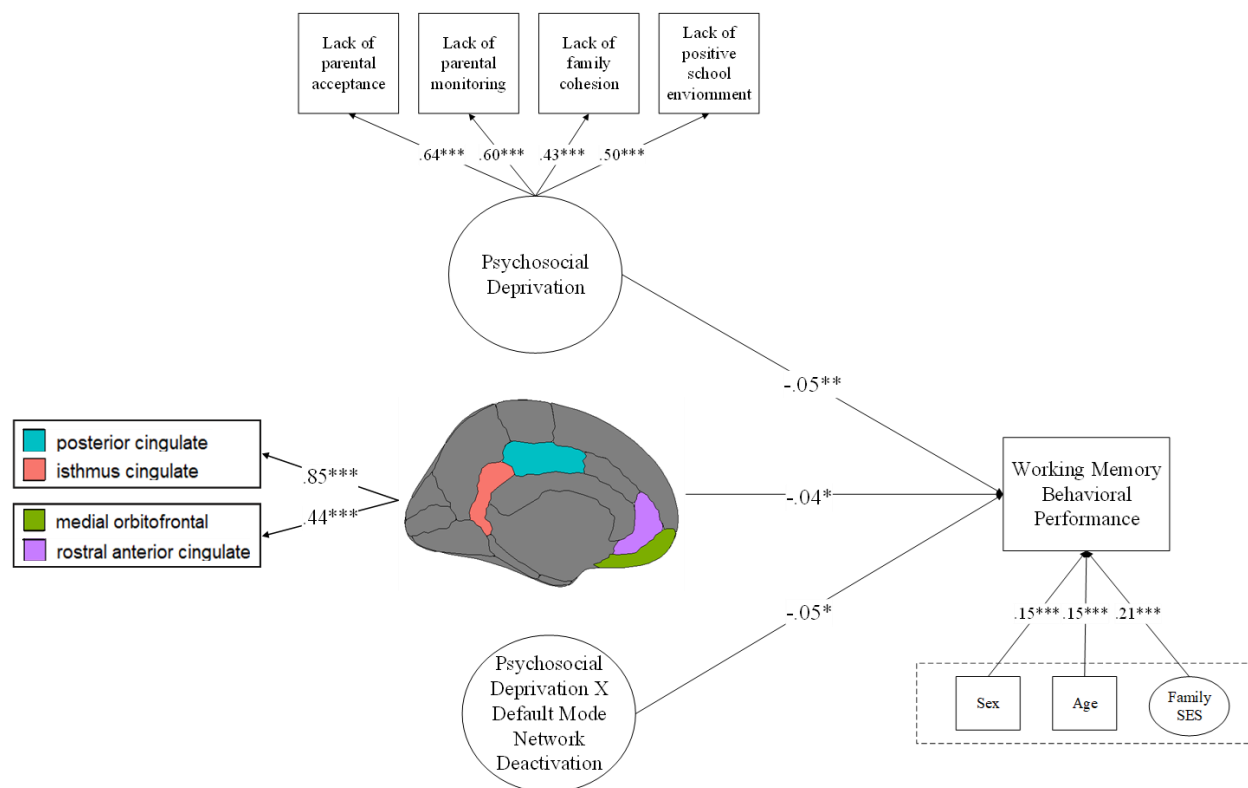 Lack of
parental
acceptance
Lack of
parental
monitoring
Lack of
family
cohesion
Lack of
positive
school
enviornment
.64***
.60***
.43***
.50***
Psychosocial
Deprivation
-.05**
posterior cingulate
isthmus cingulate
.85***
medial orbitofrontal
rostral anterior cingulate
.44***
-.04*
Working Memory
Behavioral
Performance
-.05*
Psychosocial
Deprivation X
Default Mode
Network
Deactivation
.15***
.15***
.21***
Sex
Age
Family
SES